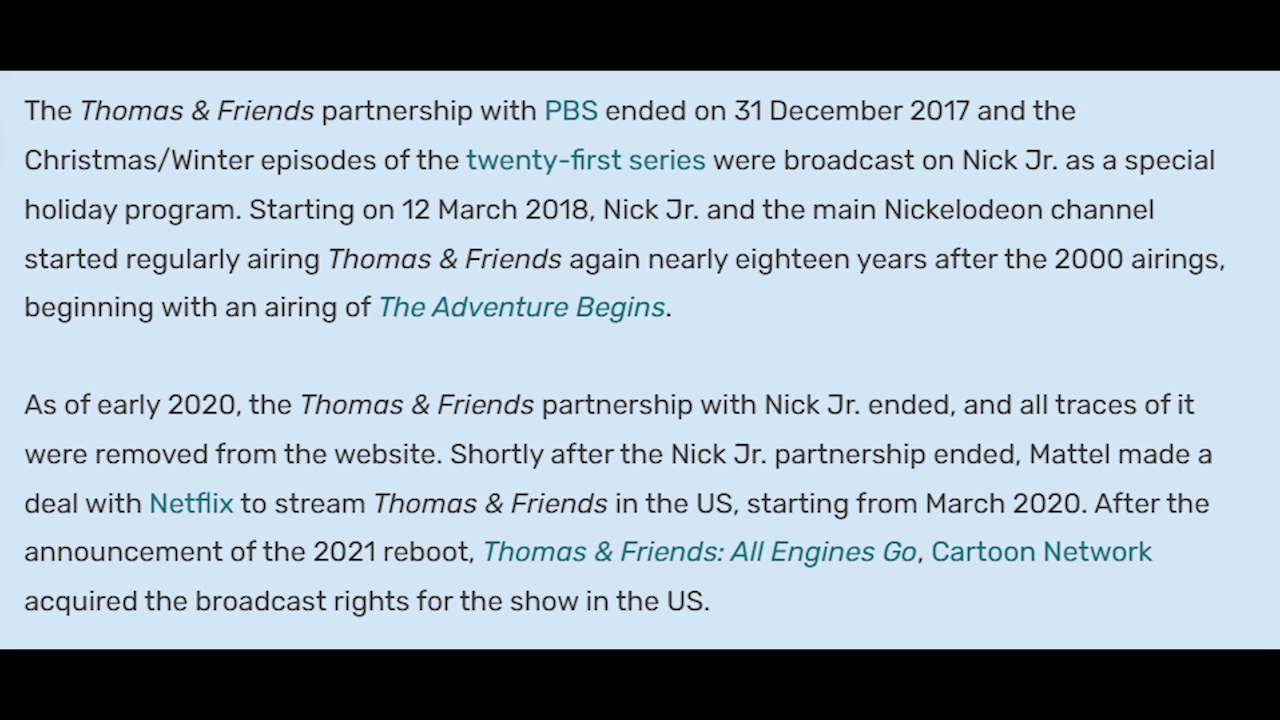 The Thomas & Friends partnership with PBS ended on 31 December 2017 and the
Christmas/Winter episodes of the twenty-first series were broadcast on Nick Jr. as a special
holiday program. Starting on 12 March 2018, Nick Jr. and the main Nickelodeon channel
started regularly airing Thomas & Friends again nearly eighteen years after the 2000 airings,
beginning with an airing of The Adventure Begins.
As of early 2020, the Thomas & Friends partnership with Nick Jr. ended, and all traces of it
were removed from the website. Shortly after the Nick Jr. partnership ended, Mattel made a
deal with Netflix to stream Thomas & Friends in the US, starting from March 2020. After the
announcement of the 2021 reboot, Thomas & Friends: All Engines Go, Cartoon Network
acquired the broadcast rights for the show in the US.